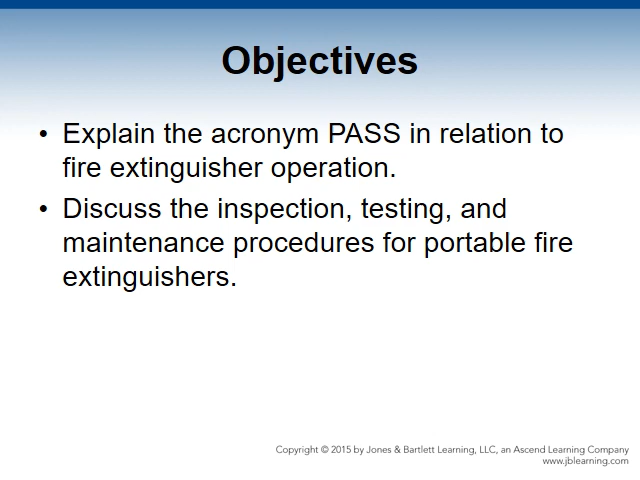 Objectives
• Explain the acronym PASS in relation to
fire extinguisher operation.
• Discuss the inspection, testing, and
maintenance procedures for portable fire
extinguishers.
Copyright © 2015 by Jones & Bartlett Learning, LLC, an Ascend Learning Company
www.jblearning.com